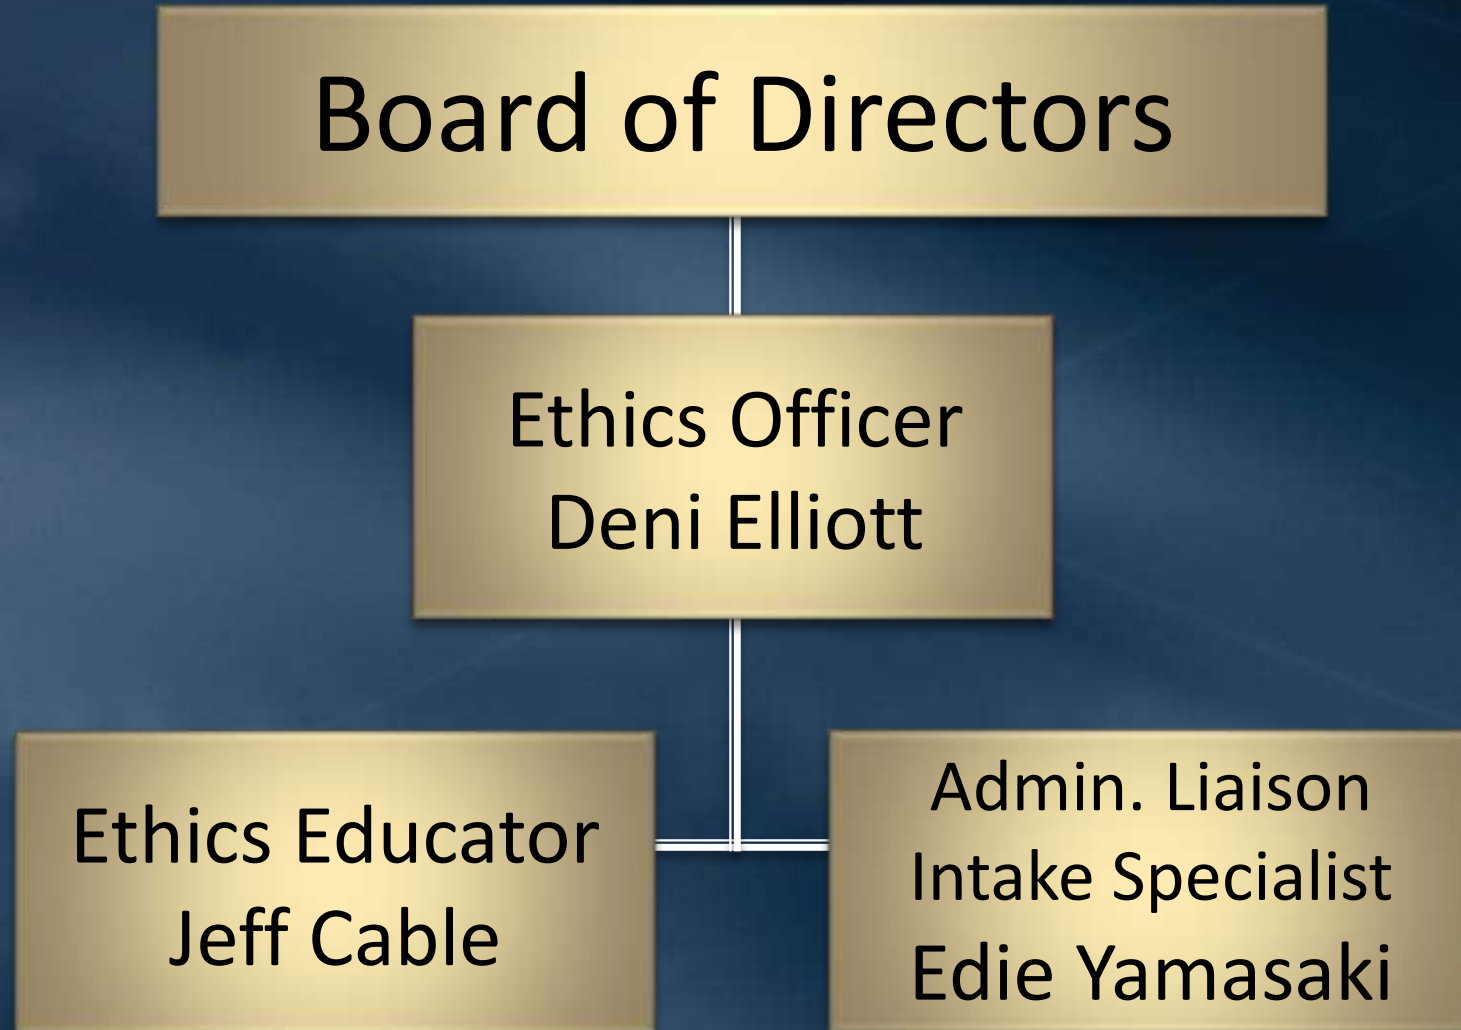 Board of Directors
Ethics Officer
Deni Elliott
Ethics Educator
Jeff Cable
Admin. Liaison
Intake Specialist
Edie Yamasaki